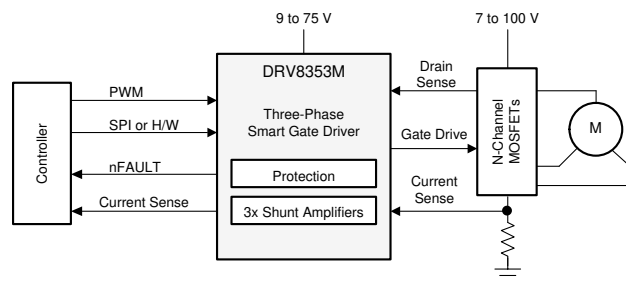 9 to 75 V
7 to 100 V
DRV8353M
Three-Phase
Smart Gate Driver
Protection
3x Shunt Amplifiers
Controller
PWM
SPI or H/W
nFAULT
Current Sense
Drain
Sense
Gate Drive
Current
Sense
N-Channel
MOSFETs
M